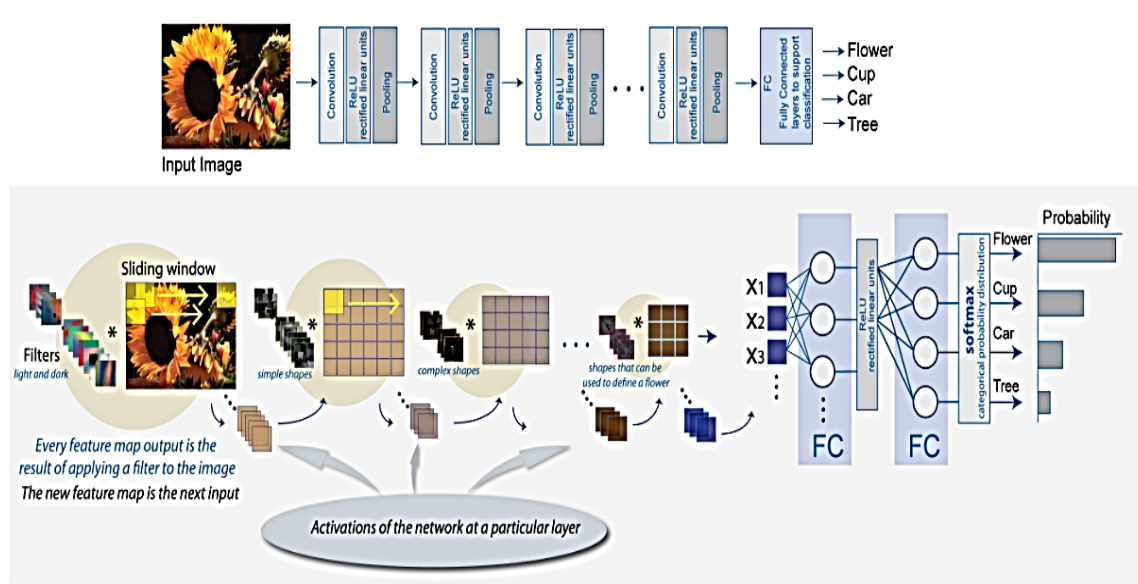 Convolution
ReLU
rectified linear units
Pooling
Convolution
ReLU
rectified linear units
Pooling
Convolution
ReLU
rectified linear units
Pooling
Convolution
ReLU
rectified linear units
Pooling
FC
Fully Connected
layers to support
classification
Flower
Cup
Car
Tree
Input Image
Sliding window
*
Filters
light and dark
*
simple shapes
*
complex shapes
*
shapes that can be
used to define a flower
X1
X2
X3
FC
ReLU
rectified linear units
FC
softmax
categorical probability distribution
Probability
Flower
Cup
Car
Tree
Every feature map output is the
result of applying a filter to the image
The new feature map is the next input
Activations of the network at a particular layer